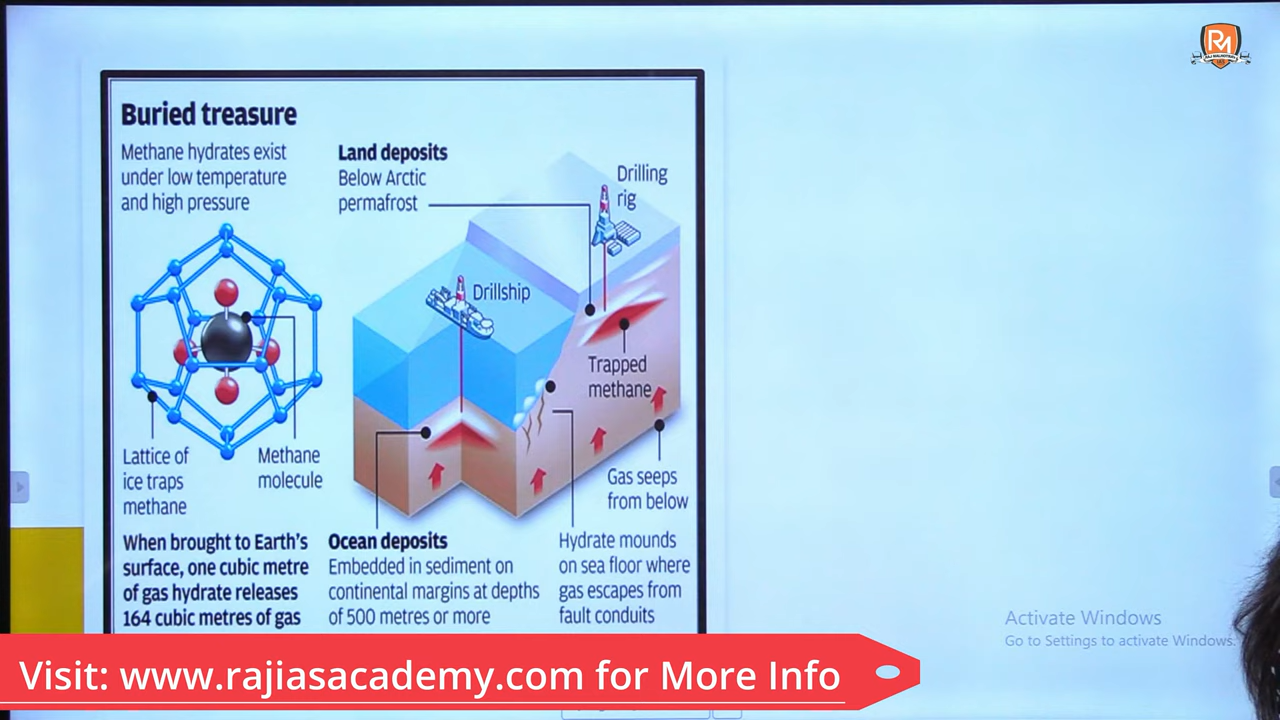 Buried treasure
Methane hydrates exist
under low temperature
and high pressure
Land deposits
Below Arctic
permafrost
Drilling
rig
Drillship
Trapped
methane
Lattice of
ice traps
methane
Methane
molecule
Gas seeps
from below
When brought to Earth's
surface, one cubic metre
of gas hydrate releases
164 cubic metres of gas
Ocean deposits
Embedded in sediment on
continental margins at depths
of 500 metres or more
Hydrate mounds
on sea floor where
gas escapes from
fault conduits
Activate Windows
Go to Settings to activate Windows.
Visit: www.rajiasacademy.com for More Info